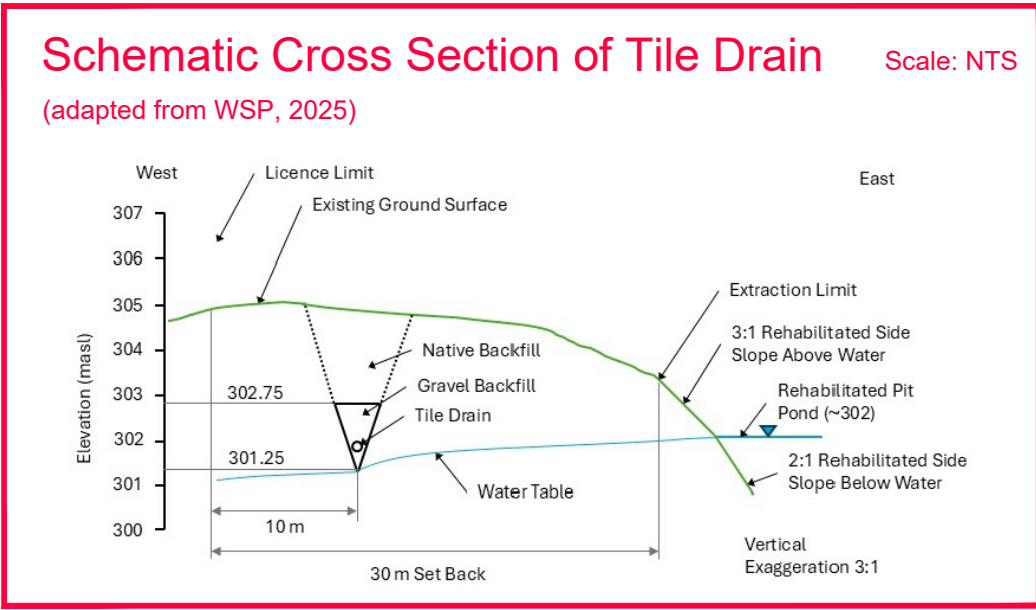 Schematic Cross Section of Tile Drain
Scale: NTS
(adapted from WSP, 2025)
West
Licence Limit
East
Existing Ground Surface
307
306
305
304
303
302
301
300
Elevation (masl)
Extraction Limit
3:1 Rehabilitated Side
Slope Above Water
Native Backfill
Gravel Backfill
Tile Drain
302.75
301.25
Rehabilitated Pit
Pond (~302)
2:1 Rehabilitated Side
Slope Below Water
Water Table
10 m
30 m Set Back
Vertical
Exaggeration 3:1